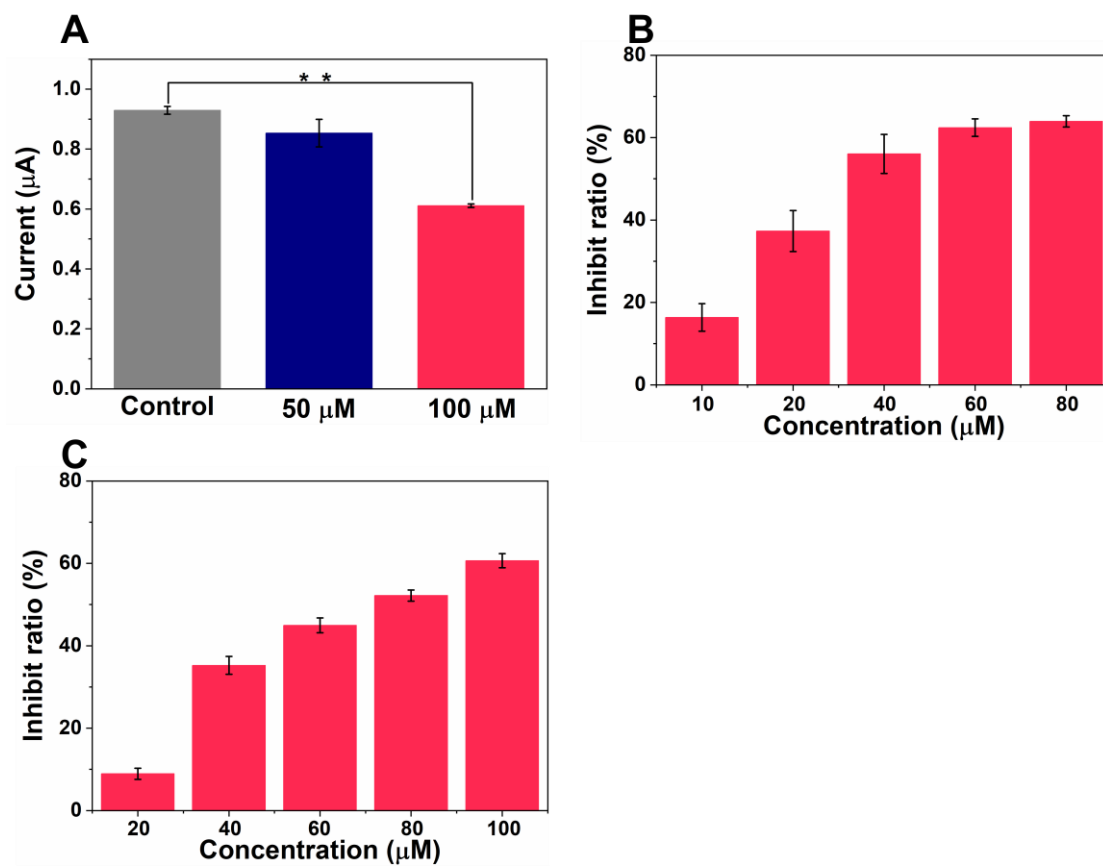 A
Current (μA)
1.0
0.8
0.6
0.4
0.2
0.0
* *
Control 50 μM 100 μM
B
Inhibit ratio (%)
80
60
40
20
0
10 20 40 60 80
Concentration (μM)
C
Inhibit ratio (%)
80
60
40
20
0
20 40 60 80 100
Concentration (μM)